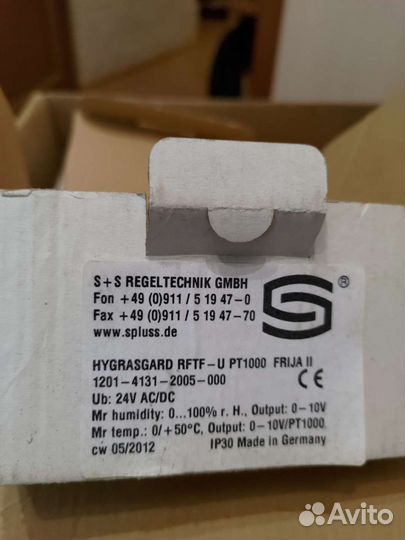 S+S REGELTECHNIK GMBH
Fon +49 (0)911 / 5 19 47-0
Fax +49 (0)911 / 5 19 47-70
www.spluss.de
S ®
HYGRASGARD RFTF-U PT1000 FRIJA II
1201-4131-2005-000
CE
Ub: 24V AC/DC
Mr humidity: 0...100% r. H., Output: 0-10V
Mr temp.: 0/+50°C, Output: 0-10V/PT1000
cw 05/2012 IP30 Made in Germany
Avito